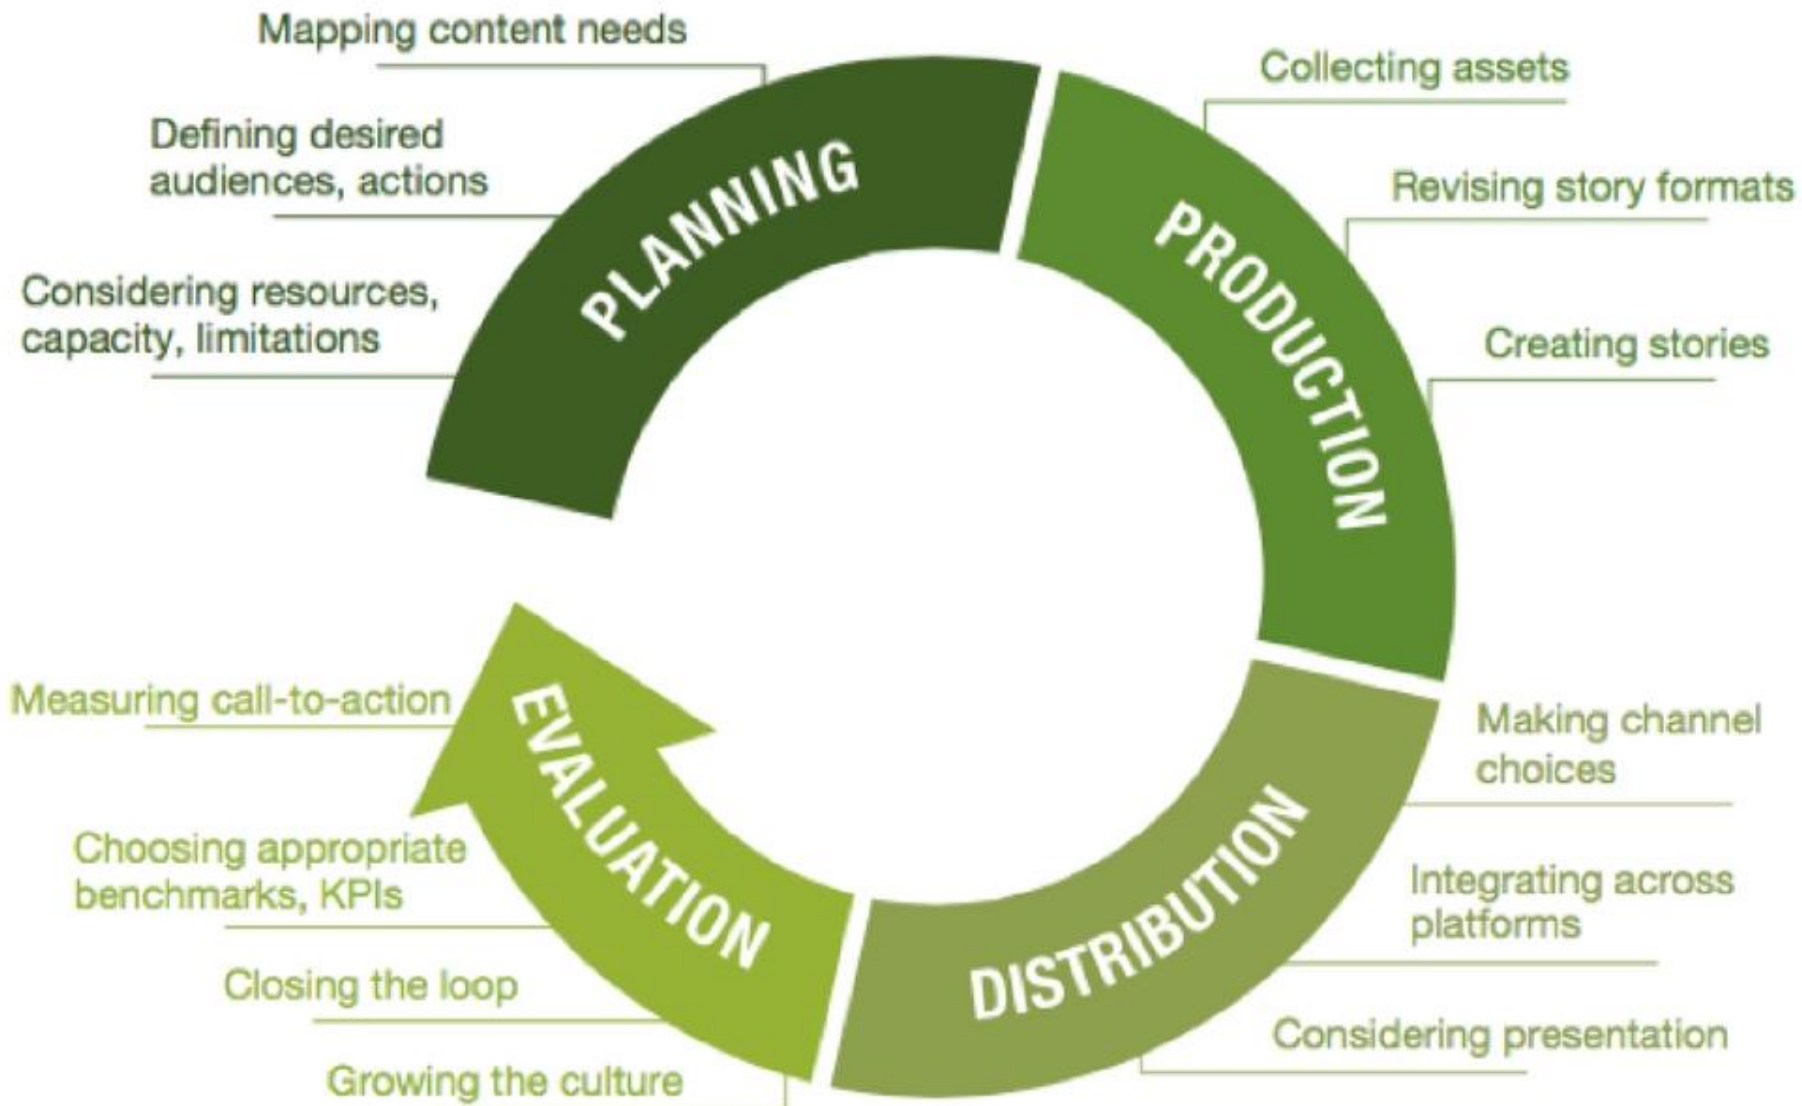 Mapping content needs
Defining desired
audiences, actions
Considering resources,
capacity, limitations
PLANNING
Collecting assets
Revising story formats
Creating stories
PRODUCTION
Making channel
choices
Integrating across
platforms
Considering presentation
DISTRIBUTION
Measuring call-to-action
Choosing appropriate
benchmarks, KPIs
Closing the loop
Growing the culture
EVALUATION